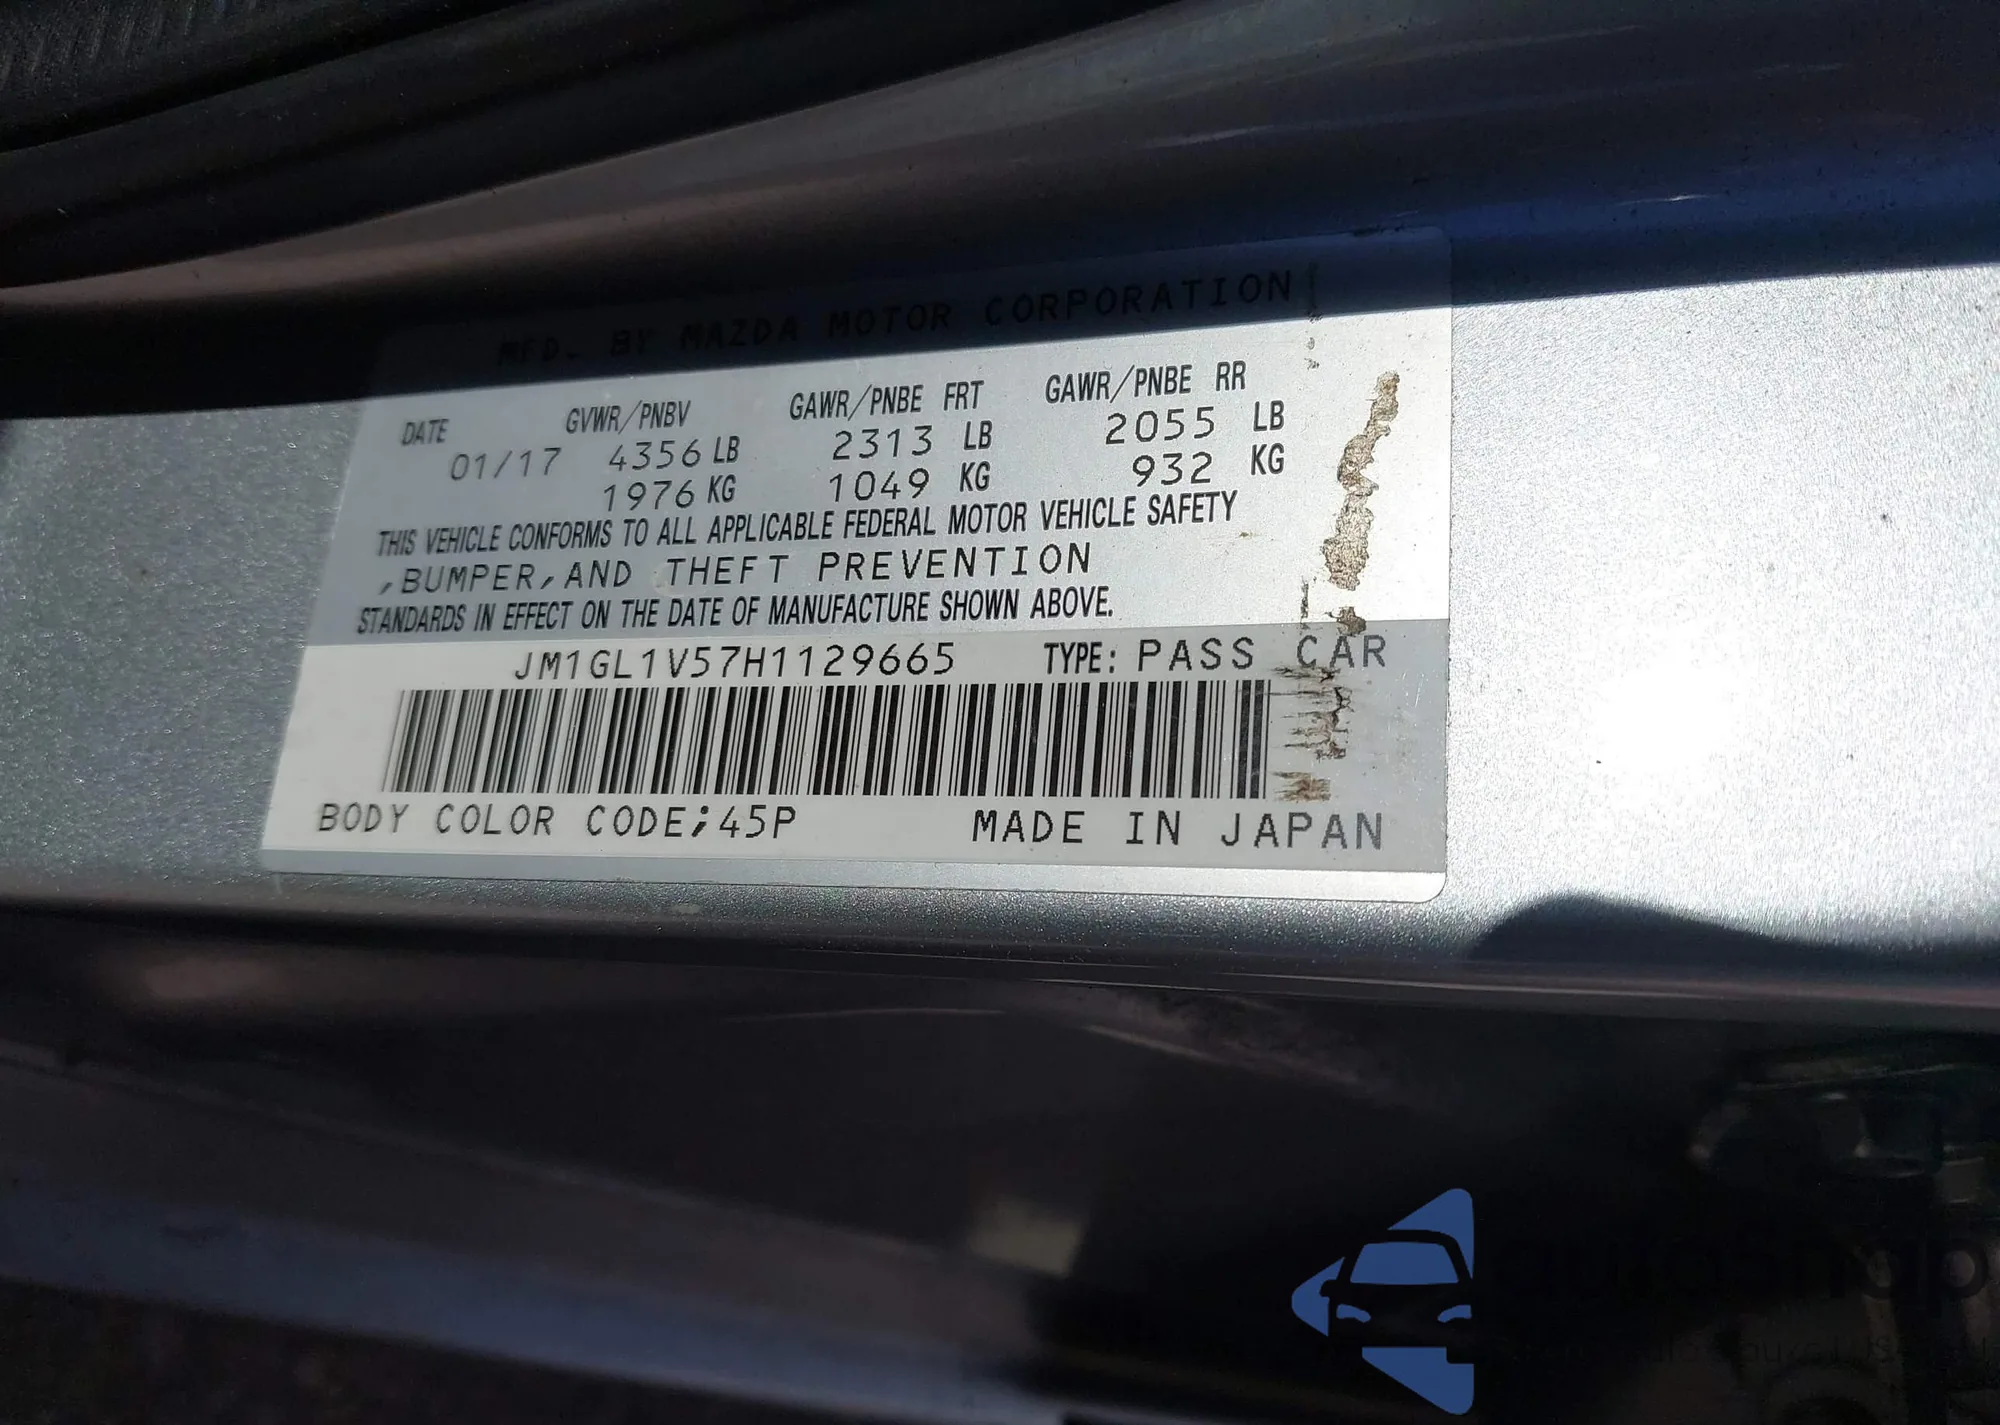 MFD. BY MAZDA MOTOR CORPORATION
DATE GVWR/PNBV GAWR/PNBE FRT GAWR/PNBE RR
01/17 4356 LB 2313 LB 2055 LB
1976 KG 1049 KG 932 KG
THIS VEHICLE CONFORMS TO ALL APPLICABLE FEDERAL MOTOR VEHICLE SAFETY
,BUMPER,AND THEFT PREVENTION
STANDARDS IN EFFECT ON THE DATE OF MANUFACTURE SHOWN ABOVE.
JM1GL1V57H1129665 TYPE: PASS CAR
BODY COLOR CODE;45P MADE IN JAPAN